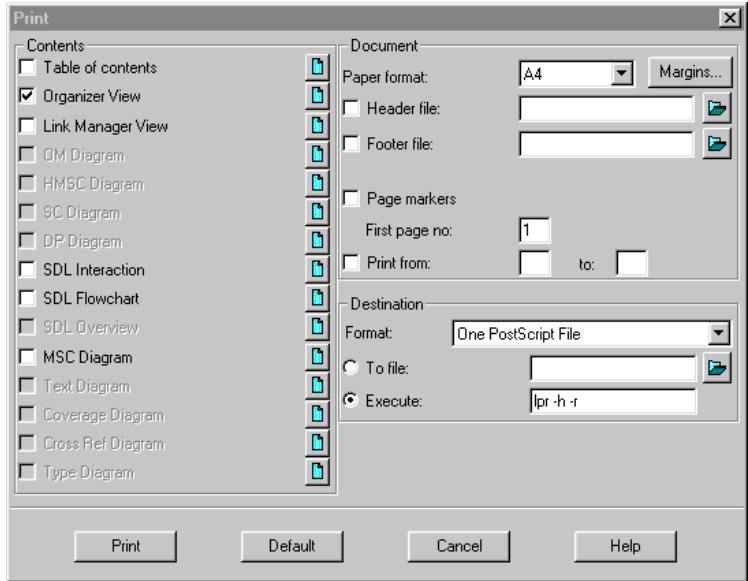 Print
Contents
Table of contents
Organizer View
Link Manager View
OM Diagram
HMSC Diagram
SC Diagram
DP Diagram
SDL Interaction
SDL Flowchart
SDL Overview
MSC Diagram
Text Diagram
Coverage Diagram
Cross Ref Diagram
Type Diagram
Document
Paper format: A4 Margins...
Header file:
Footer file:
Page markers
First page no: 1
Print from: to:
Destination
Format: One PostScript File
To file:
Execute: lpr -h -r
Print Default Cancel Help